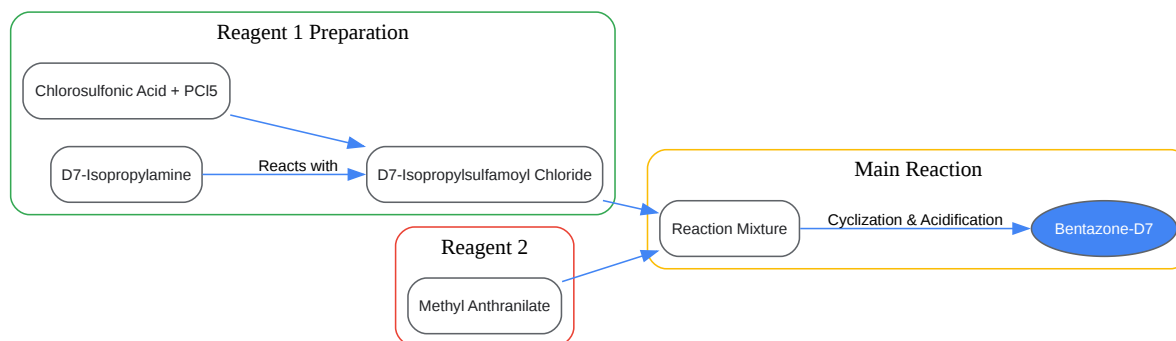 Reagent 1 Preparation
Chlorosulfonic Acid + PCl5
D7-Isopropylamine
Reacts with
D7-Isopropylsulfamoyl Chloride
Reagent 2
Methyl Anthranilate
Main Reaction
Reaction Mixture
Cyclization & Acidification
Bentazone-D7